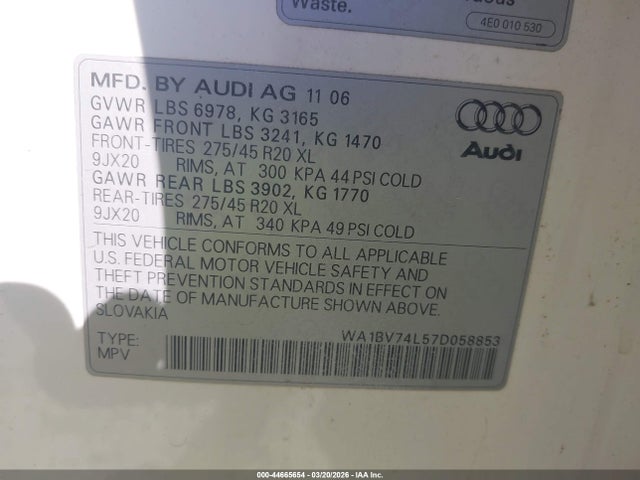 Waste.
4E0 010 530
MFD. BY AUDI AG 11 06
GVWR LBS 6978, KG 3165
GAWR FRONT LBS 3241, KG 1470
FRONT-TIRES 275/45 R20 XL
9JX20 RIMS, AT 300 KPA 44 PSI COLD
GAWR REAR LBS 3902, KG 1770
REAR-TIRES 275/45 R20 XL
9JX20 RIMS, AT 340 KPA 49 PSI COLD
Audi
THIS VEHICLE CONFORMS TO ALL APPLICABLE
U.S. FEDERAL MOTOR VEHICLE SAFETY AND
THEFT PREVENTION STANDARDS IN EFFECT ON
THE DATE OF MANUFACTURE SHOWN ABOVE.
SLOVAKIA
WA1BV74L57D058853
TYPE:
MPV
000-44665654 | 03/20/2026 | IAA Inc.